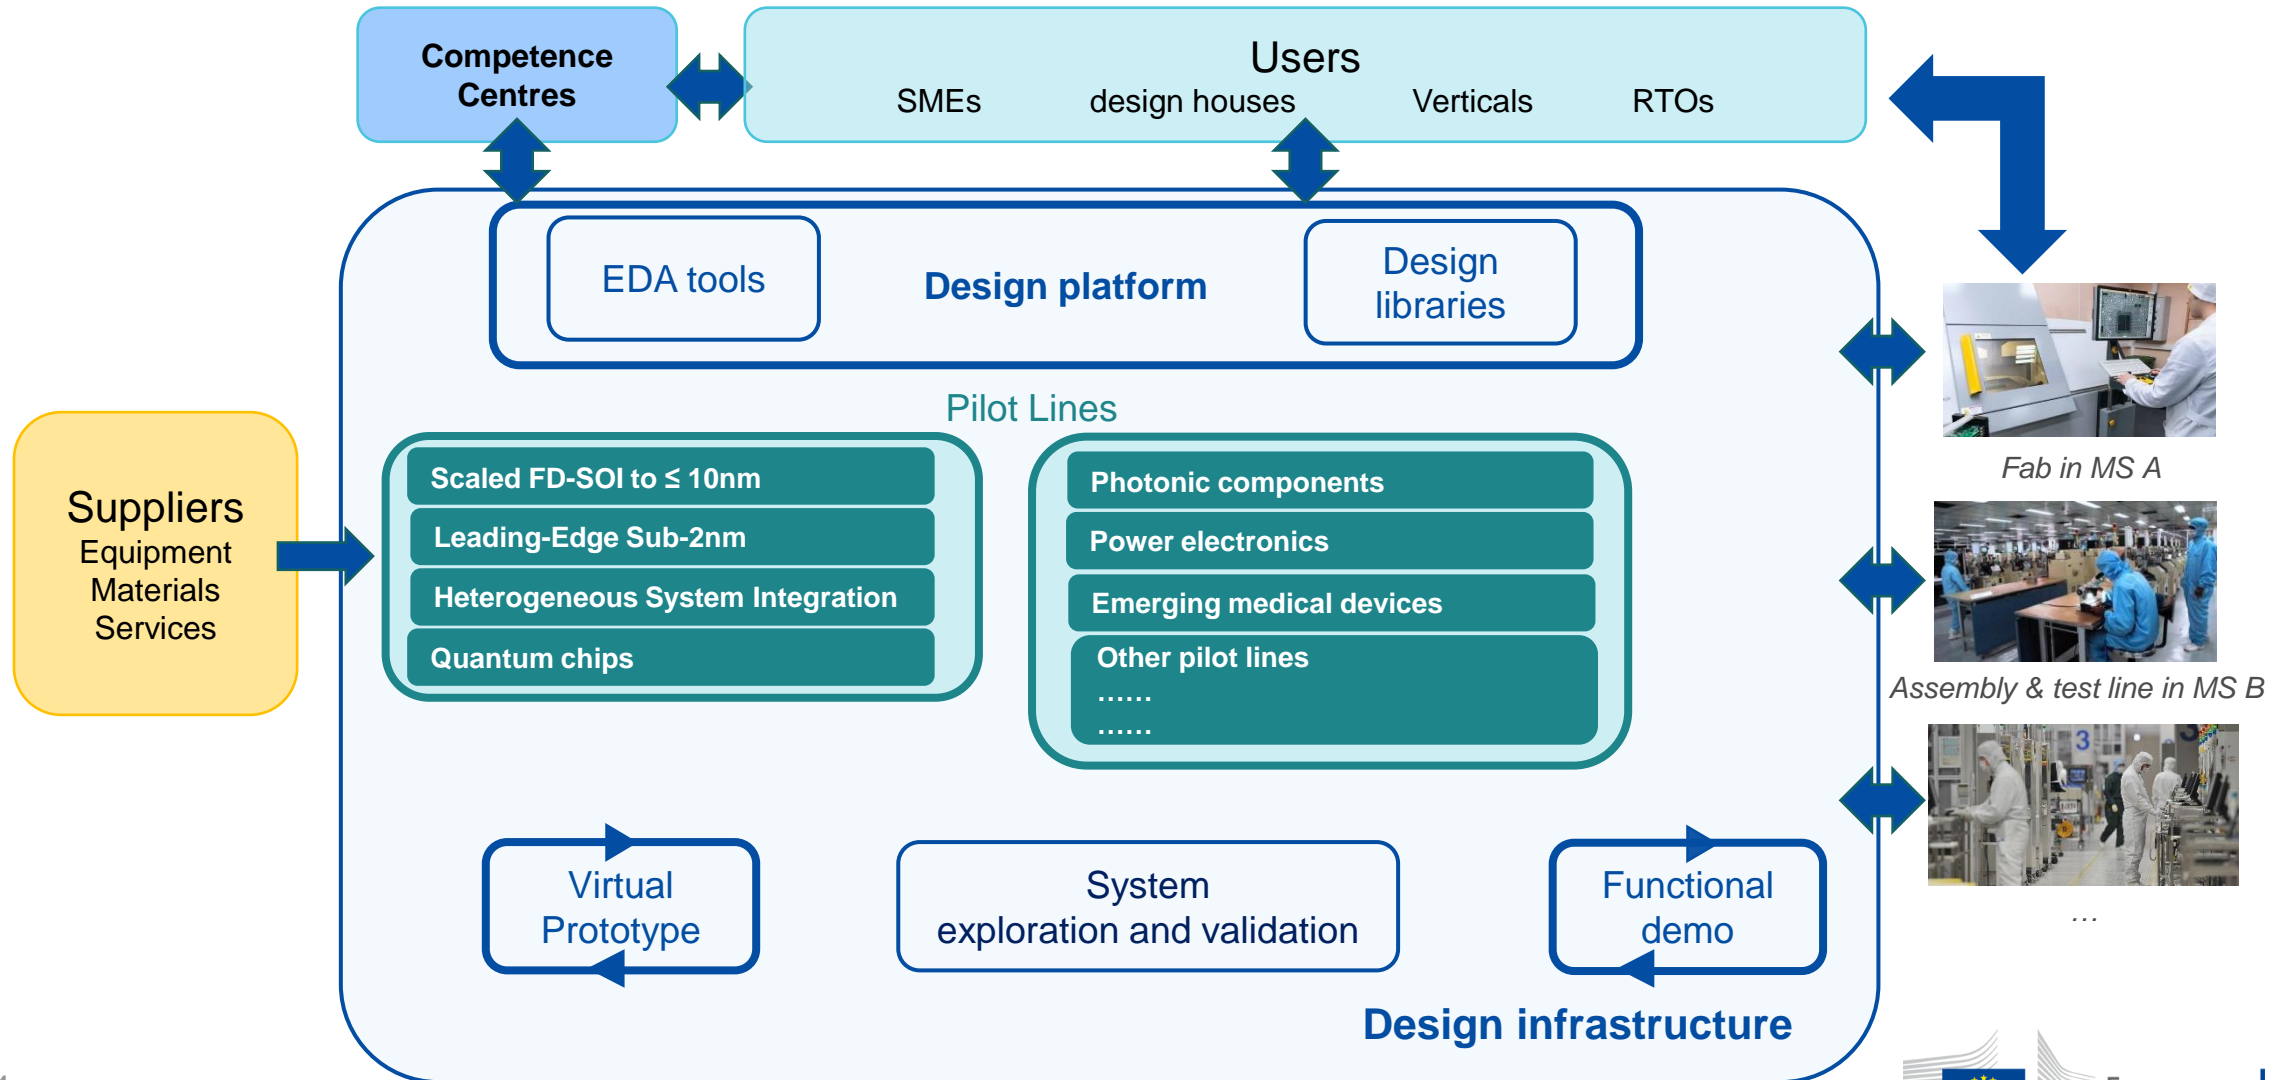 Competence
Centres
Users
SMEs design houses Verticals RTOs
EDA tools
Design platform
Design
libraries
Pilot Lines
Suppliers
Equipment
Materials
Services
Scaled FD-SOI to ≤ 10nm
Leading-Edge Sub-2nm
Heterogeneous System Integration
Quantum chips
Photonic components
Power electronics
Emerging medical devices
Other pilot lines
......
......
Fab in MS A
Assembly & test line in MS B
3
...
Virtual
Prototype
System
exploration and validation
Functional
demo
Design infrastructure